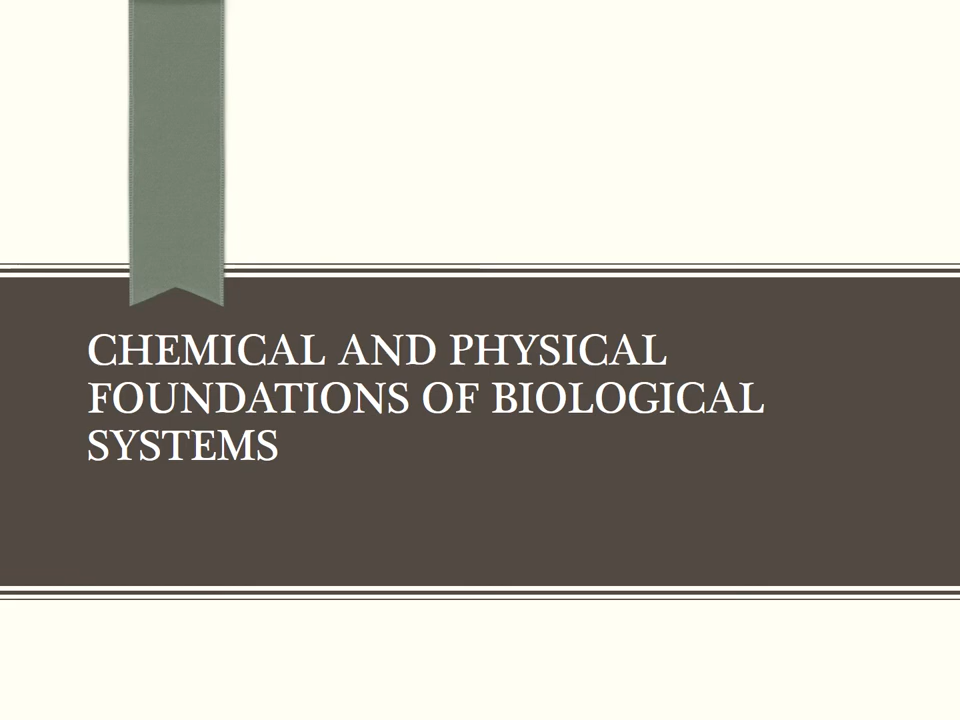 CHEMICAL AND PHYSICAL
FOUNDATIONS OF BIOLOGICAL
SYSTEMS